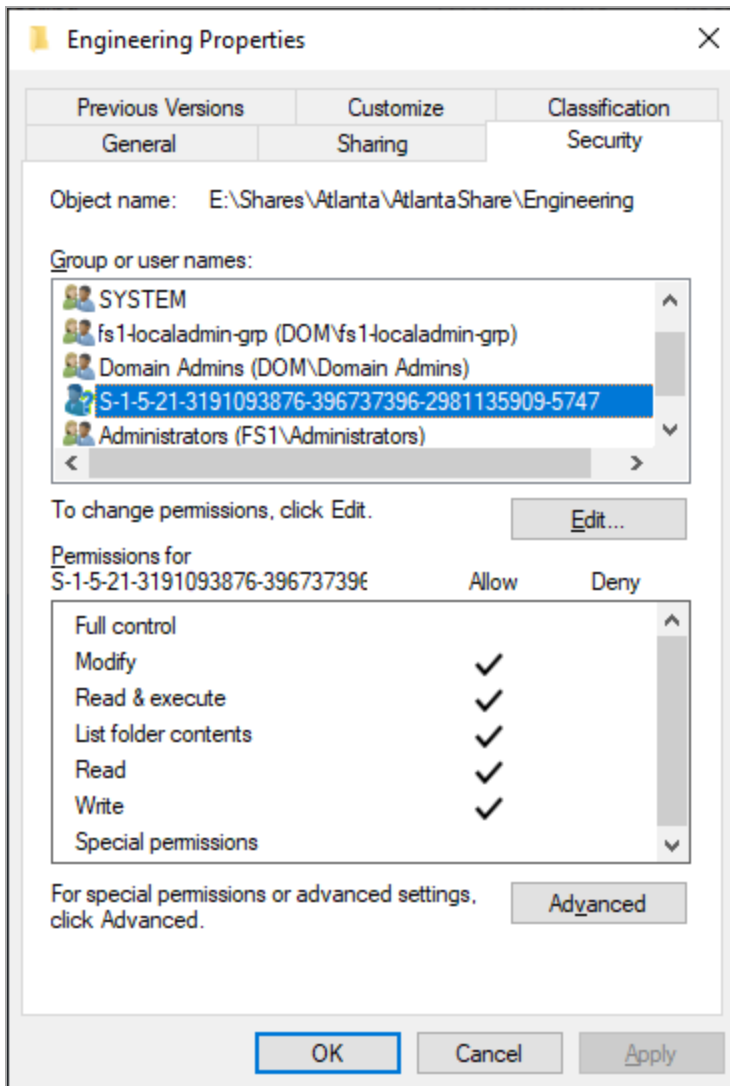 Engineering Properties
Previous Versions Customize Classification
General Sharing Security
Object name: E:\Shares\Atlanta\AtlantaShare\Engineering
Group or user names:
SYSTEM
fs1-localadmin-grp (DOM\fs1-localadmin-grp)
Domain Admins (DOM\Domain Admins)
S-1-5-21-3191093876-396737396-2981135909-5747
Administrators (FS1\Administrators)
To change permissions, click Edit.
Edit...
Permissions for
S-1-5-21-3191093876-396737396 Allow Deny
Full control
Modify
Read & execute
List folder contents
Read
Write
Special permissions
For special permissions or advanced settings,
click Advanced.
Advanced
OK Cancel Apply